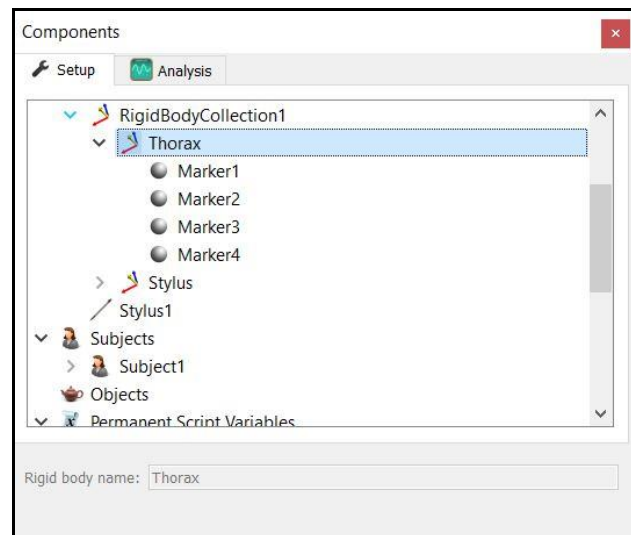 Components
Setup Analysis
RigidBodyCollection1
Thorax
Marker1
Marker2
Marker3
Marker4
Stylus
Stylus1
Subjects
Subject1
Objects
Permanent Script Variables
Rigid body name: Thorax